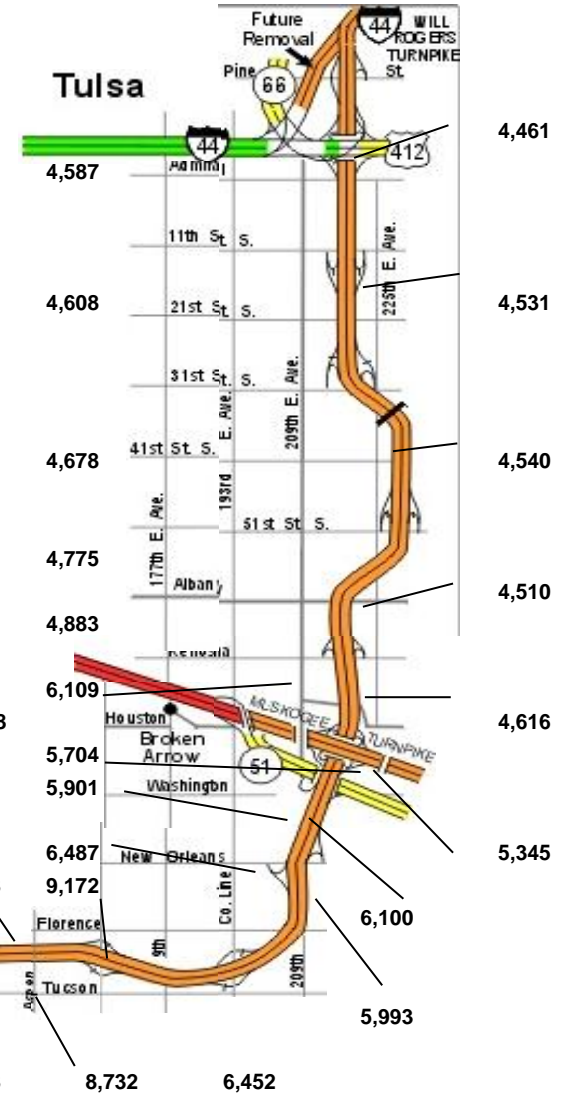 Future
Removal
44
WILL
ROGERS
TURNPIKE
Pine
St.
66
Tulsa
44
412
4,461
4,587
11th St. S.
225th E. Ave.
4,608
21st St. S.
4,531
31st St. S.
209th E. Ave.
193rd E. Ave.
4,678
41st St. S.
4,540
177th E. Ave.
51st St. S.
4,775
Albany
4,510
4,883
6,109
MUSKOGEE TURNPIKE
Houston
4,616
Broken
Arrow
5,704
51
5,901
Washington
6,487
New Orleans
5,345
9,172
Co. Line
6,100
Florence
9th
209th
Tucson
5,993
8,732
6,452